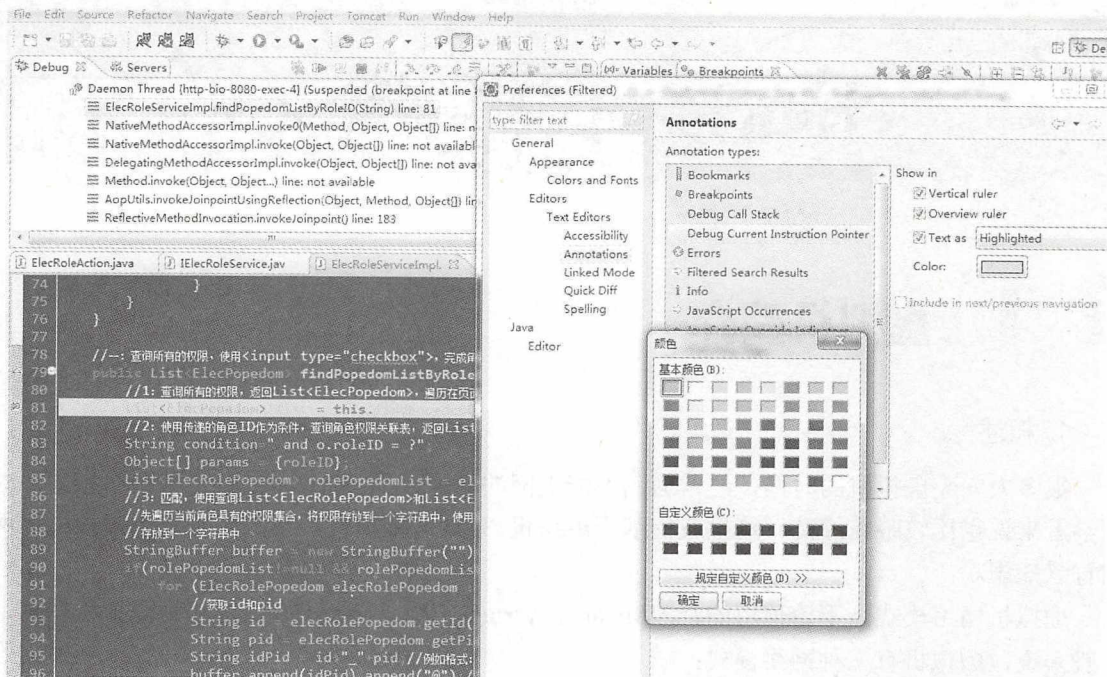 File Edit Source Refactor Navigate Search Project Tomcat Run Window Help
Debug Servers
Variables Breakpoints
De
Daemon Thread [http-bio-8080-exec-4] (Suspended (breakpoint at line
ElecRoleServiceImpl.findPopedomListByRoleID(String) line: 81
NativeMethodAccessorImpl.invoke0(Method, Object, Object[]) line: n
NativeMethodAccessorImpl.invoke(Object, Object[]) line: not availabl
DelegatingMethodAccessorImpl.invoke(Object, Object[]) line: not ava
Method.invoke(Object, Object...) line: not available
AopUtils.invokeJoinpointUsingReflection(Object, Method, Object[]) lin
ReflectiveMethodInvocation.invokeJoinpoint() line: 183
ElecRoleAction.java IElecRoleService.jav ElecRoleServiceImpl.
74 }
75 }
76 }
77
78 //一: 查询所有的权限，使用<input type="checkbox">，完成角
79 public List<ElecPopedom> findPopedomListByRole
80 //1: 查询所有的权限，返回List<ElecPopedom>，遍历在页面
81 List<ElecPopedom> = this.
82 //2: 使用传递的角色ID作为条件，查询角色权限关联表，返回List
83 String condition=" and o.roleID = ?"
84 Object[] params = {roleID};
85 List<ElecRolePopedom> rolePopedomList = el
86 //3: 匹配，使用查询List<ElecRolePopedom>和List<E
87 //先遍历当前角色具有的权限集合，将权限存放到一个字符串中，使用
88 //存放到一个字符串中
89 StringBuffer buffer = new StringBuffer("")
90 if(rolePopedomList!=null && rolePopedomLis
91 for (ElecRolePopedom elecRolePopedom
92 //获取id和pid
93 String id = elecRolePopedom.getId(
94 String pid = elecRolePopedom.getPi
95 String idPid = id+"_"+pid //例如格式:
96 buffer.append(idPid).append("@")
Preferences (Filtered)
type filter text
General
Appearance
Colors and Fonts
Editors
Text Editors
Accessibility
Annotations
Linked Mode
Quick Diff
Spelling
Java
Editor
Annotations
Annotation types:
Bookmarks
Breakpoints
Debug Call Stack
Debug Current Instruction Pointer
Errors
Filtered Search Results
Info
JavaScript Occurrences
JavaScript Override Indicators
Show in
Vertical ruler
Overview ruler
Text as Highlighted
Color:
Include in next/previous navigation
颜色
基本颜色(B):
自定义颜色(C):
规定自定义颜色(D) >>
确定 取消